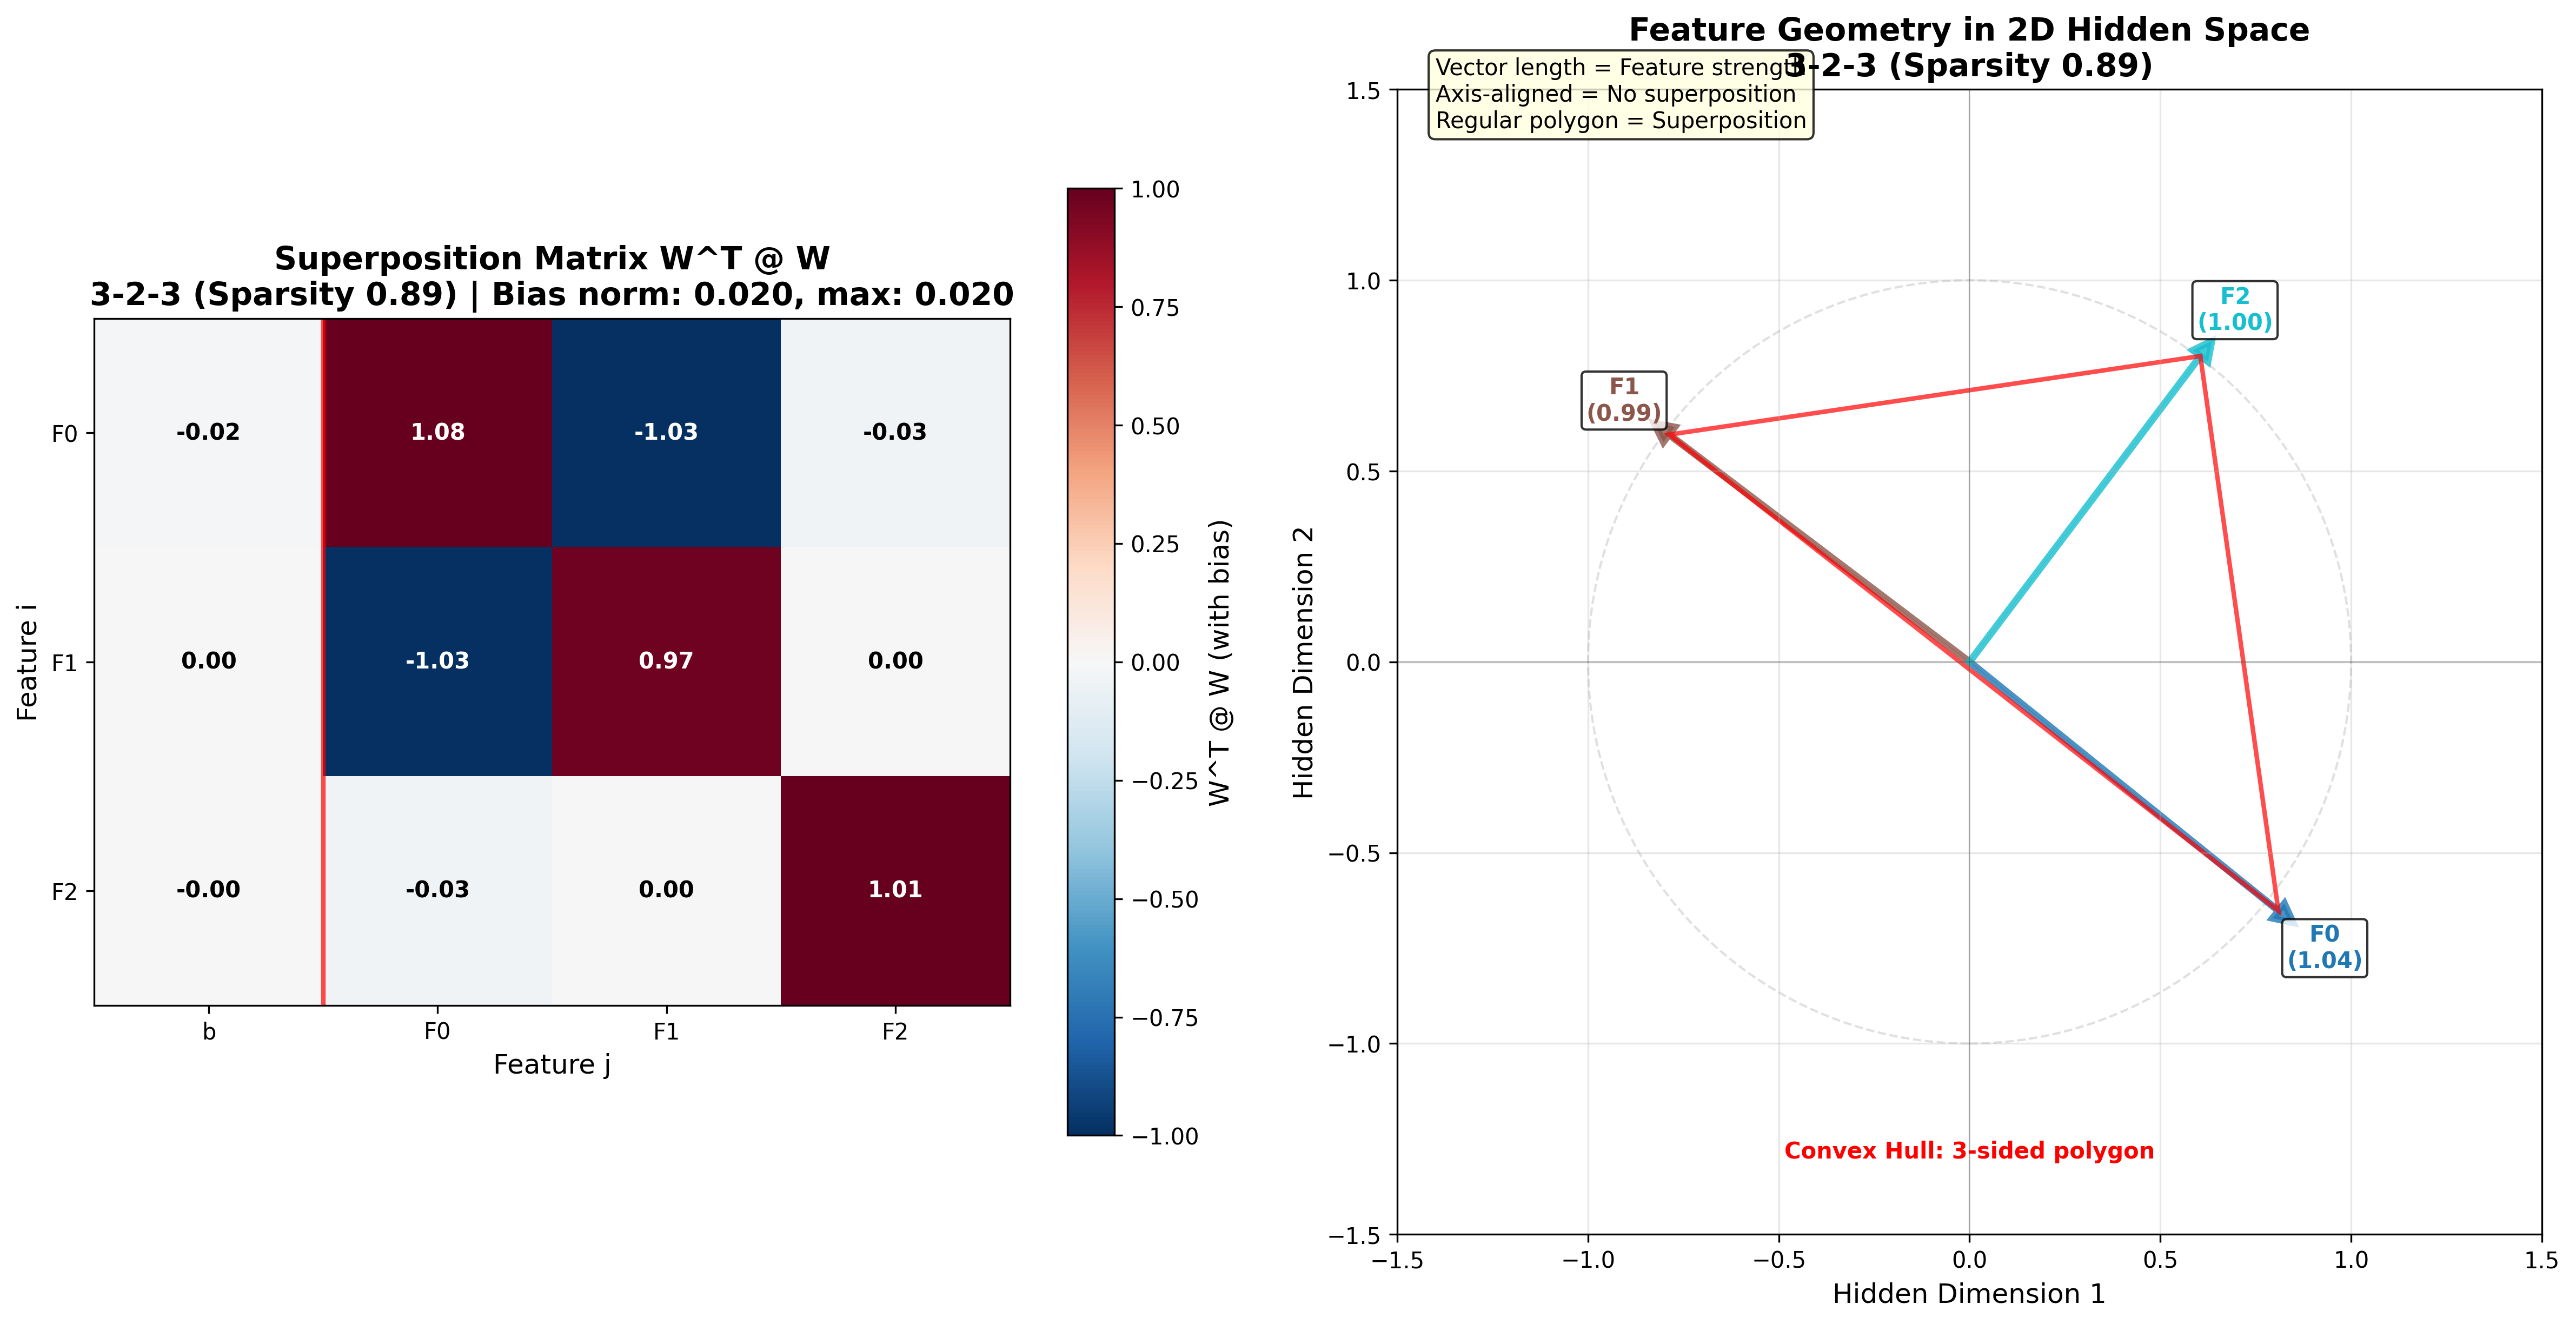 Superposition Matrix W^T @ W
3-2-3 (Sparsity 0.89) | Bias norm: 0.020, max: 0.020
Feature i
F0
F1
F2
-0.02
1.08
-1.03
-0.03
0.00
-1.03
0.97
0.00
-0.00
-0.03
0.00
1.01
b
F0
F1
F2
Feature j
1.00
0.75
0.50
0.25
0.00
−0.25
−0.50
−0.75
−1.00
W^T @ W (with bias)
Feature Geometry in 2D Hidden Space
3-2-3 (Sparsity 0.89)
Vector length = Feature strength
Axis-aligned = No superposition
Regular polygon = Superposition
1.5
1.0
0.5
0.0
−0.5
−1.0
−1.5
Hidden Dimension 2
F2
(1.00)
F1
(0.99)
F0
(1.04)
Convex Hull: 3-sided polygon
−1.5
−1.0
−0.5
0.0
0.5
1.0
1.5
Hidden Dimension 1